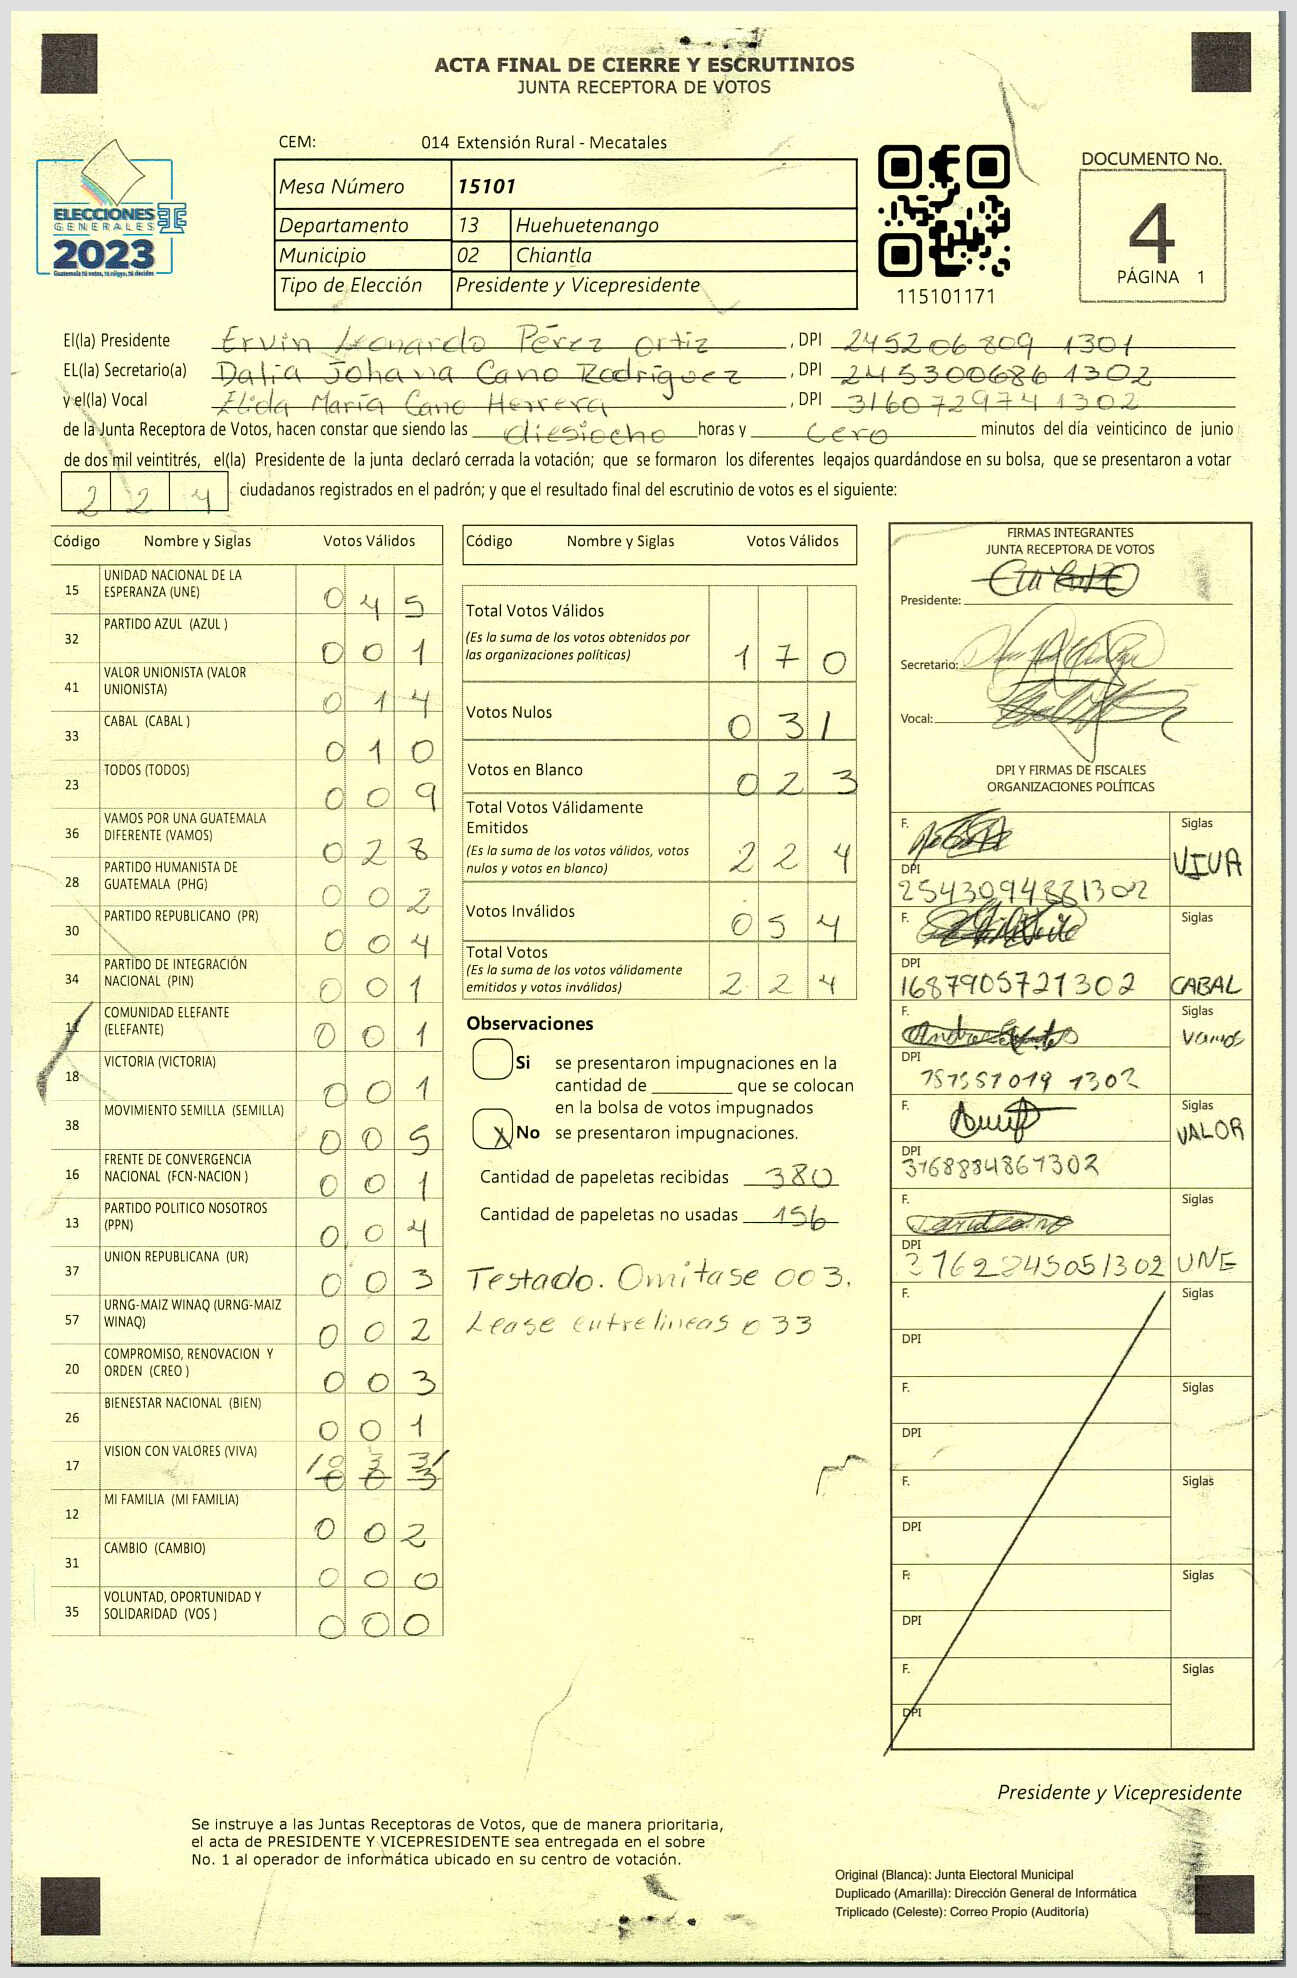 ACTA FINAL DE CIERRE Y ESCRUTINIOS
JUNTA RECEPTORA DE VOTOS
CEM: 014 Extensión Rural - Mecatales
Mesa Número 15101
Departamento 13 Huehuetenango
Municipio 02 Chiantla
Tipo de Elección Presidente y Vicepresidente
ELECCIONES
GENERALES
2023
Guatemala tú votas, tú eliges, tú decides
115101171
DOCUMENTO No.
4
PÁGINA 1
El(la) Presidente Ervin Leonardo Pérez Ortiz, DPI 245206809 1301
EL(la) Secretario(a) Dalia Johana Cano Rodríguez, DPI 245300686 1302
y el(la) Vocal Elida María Cano Herrera, DPI 316072974 1302
de la Junta Receptora de Votos, hacen constar que siendo las diesiocho horas y cero minutos del día veinticinco de junio
de dos mil veintitrés, el(la) Presidente de la junta declaró cerrada la votación; que se formaron los diferentes legajos guardándose en su bolsa, que se presentaron a votar
2 2 4 ciudadanos registrados en el padrón; y que el resultado final del escrutinio de votos es el siguiente:
Código Nombre y Siglas Votos Válidos
15 UNIDAD NACIONAL DE LA
ESPERANZA (UNE) 0 4 5
32 PARTIDO AZUL (AZUL ) 0 0 1
41 VALOR UNIONISTA (VALOR
UNIONISTA) 0 1 4
33 CABAL (CABAL ) 0 1 0
23 TODOS (TODOS) 0 0 9
36 VAMOS POR UNA GUATEMALA
DIFERENTE (VAMOS) 0 2 8
28 PARTIDO HUMANISTA DE
GUATEMALA (PHG) 0 0 2
30 PARTIDO REPUBLICANO (PR) 0 0 4
34 PARTIDO DE INTEGRACIÓN
NACIONAL (PIN) 0 0 1
11 COMUNIDAD ELEFANTE
(ELEFANTE) 0 0 1
18 VICTORIA (VICTORIA) 0 0 1
38 MOVIMIENTO SEMILLA (SEMILLA) 0 0 5
16 FRENTE DE CONVERGENCIA
NACIONAL (FCN-NACION ) 0 0 1
13 PARTIDO POLITICO NOSOTROS
(PPN) 0 0 4
37 UNION REPUBLICANA (UR) 0 0 3
57 URNG-MAIZ WINAQ (URNG-MAIZ
WINAQ) 0 0 2
20 COMPROMISO, RENOVACION Y
ORDEN (CREO ) 0 0 3
26 BIENESTAR NACIONAL (BIEN) 0 0 1
17 VISION CON VALORES (VIVA) / 0 3 3 /
0 0 3
12 MI FAMILIA (MI FAMILIA) 0 0 2
31 CAMBIO (CAMBIO) 0 0 0
35 VOLUNTAD, OPORTUNIDAD Y
SOLIDARIDAD (VOS ) 0 0 0
Código Nombre y Siglas Votos Válidos
Total Votos Válidos
(Es la suma de los votos obtenidos por
las organizaciones políticas) 1 7 0
Votos Nulos 0 3 1
Votos en Blanco 0 2 3
Total Votos Válidamente
Emitidos
(Es la suma de los votos válidos, votos
nulos y votos en blanco) 2 2 4
Votos Inválidos 0 5 4
Total Votos
(Es la suma de los votos válidamente
emitidos y votos inválidos) 2 2 4
Observaciones
Si se presentaron impugnaciones en la
cantidad de ________ que se colocan
en la bolsa de votos impugnados
X No se presentaron impugnaciones.
Cantidad de papeletas recibidas 380
Cantidad de papeletas no usadas 156
Testado. Omitase 003.
Lease entrelineas 033
FIRMAS INTEGRANTES
JUNTA RECEPTORA DE VOTOS
Presidente:
Secretario:
Vocal:
DPI Y FIRMAS DE FISCALES
ORGANIZACIONES POLÍTICAS
F. Siglas
VIVA
DPI
2543094881302
F. Siglas
DPI
1687905721302 CABAL
F. Siglas
Vamos
DPI
F. Siglas
VALOR
DPI
3168884861302
F. Siglas
DPI
UNE
F. Siglas
DPI
F. Siglas
DPI
F. Siglas
DPI
F. Siglas
DPI
F. Siglas
DPI
Presidente y Vicepresidente
Se instruye a las Juntas Receptoras de Votos, que de manera prioritaria,
el acta de PRESIDENTE Y VICEPRESIDENTE sea entregada en el sobre
No. 1 al operador de informática ubicado en su centro de votación.
Original (Blanca): Junta Electoral Municipal
Duplicado (Amarilla): Dirección General de Informática
Triplicado (Celeste): Correo Propio (Auditoría)